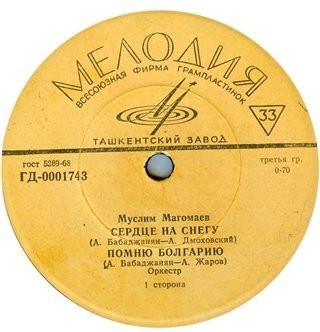 МЕЛОДИЯ
ВСЕСОЮЗНАЯ ФИРМА ГРАМПЛАСТИНОК
33
ТАШКЕНТСКИЙ ЗАВОД
гост 5289-68
ГД-0001743
третья гр.
0-70
Муслим Магомаев
СЕРДЦЕ НА СНЕГУ
(А. Бабаджанян—А. Дмоховский)
ПОМНЮ БОЛГАРИЮ
(А. Бабаджанян—А. Жаров)
Оркестр
1 сторона